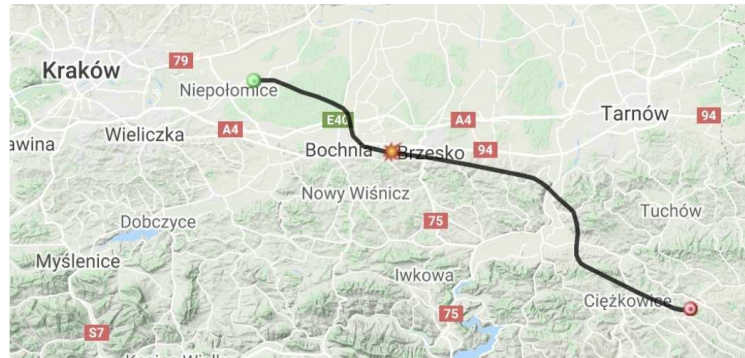 79
Kraków
Niepołomice
94
Tarnów
E40
A4
A4
awina
Wieliczka
Bochnia
Brzesko
94
Nowy Wiśnicz
Tuchów
Dobczyce
75
Myślenice
Iwkowa
Ciężkowice
75
S7